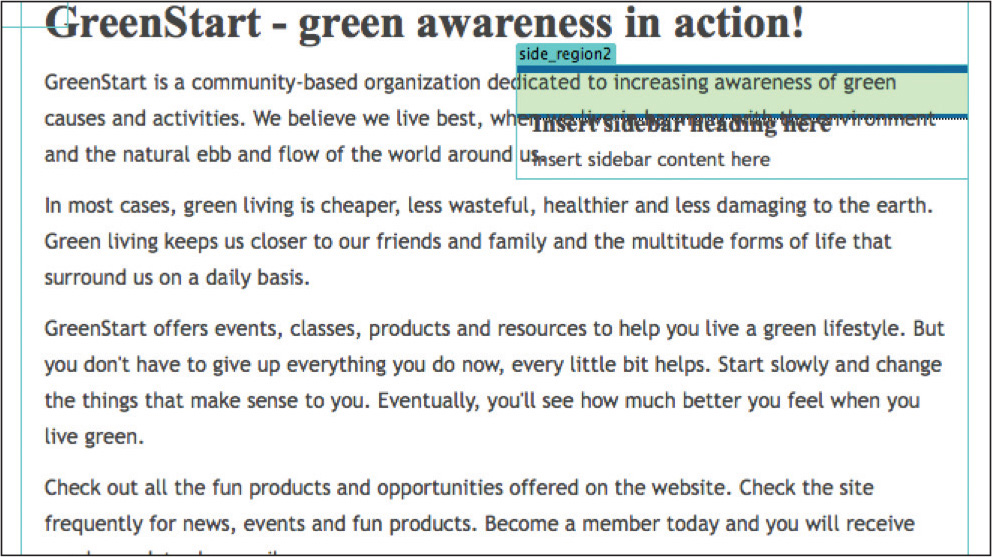 GreenStart - green awareness in action!
side_region2
GreenStart is a community-based organization dedicated to increasing awareness of green
causes and activities. We believe we live best, when we live in harmony with the environment
Insert sidebar heading here
and the natural ebb and flow of the world around us.
Insert sidebar content here
In most cases, green living is cheaper, less wasteful, healthier and less damaging to the earth.
Green living keeps us closer to our friends and family and the multitude forms of life that
surround us on a daily basis.
GreenStart offers events, classes, products and resources to help you live a green lifestyle. But
you don't have to give up everything you do now, every little bit helps. Start slowly and change
the things that make sense to you. Eventually, you'll see how much better you feel when you
live green.
Check out all the fun products and opportunities offered on the website. Check the site
frequently for news, events and fun products. Become a member today and you will receive